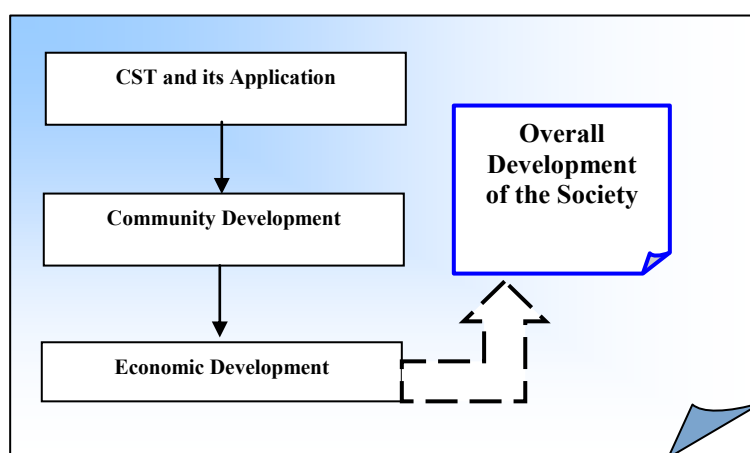 CST and its Application
Community Development
Economic Development
Overall
Development
of the Society